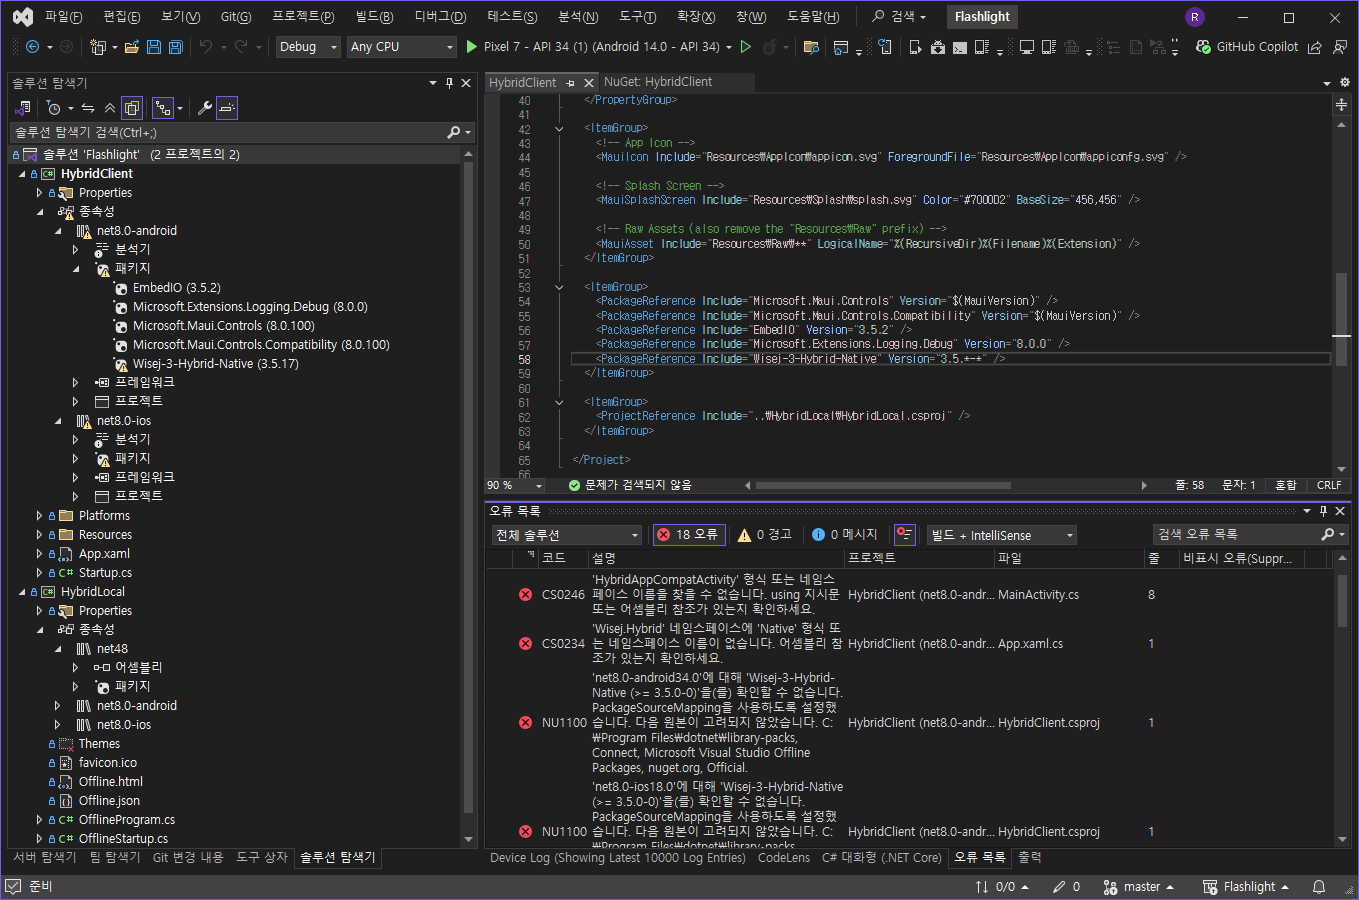 파일(F) 편집(E) 보기(V) Git(G) 프로젝트(P) 빌드(B) 디버그(D) 테스트(S) 분석(N) 도구(T) 확장(X) 창(W) 도움말(H) 검색 Flashlight R
Debug Any CPU Pixel 7 - API 34 (1) (Android 14.0 - API 34) GitHub Copilot
솔루션 탐색기
솔루션 탐색기 검색(Ctrl+;)
솔루션 'Flashlight' (2 프로젝트의 2)
HybridClient
Properties
종속성
net8.0-android
분석기
패키지
EmbedIO (3.5.2)
Microsoft.Extensions.Logging.Debug (8.0.0)
Microsoft.Maui.Controls (8.0.100)
Microsoft.Maui.Controls.Compatibility (8.0.100)
Wisej-3-Hybrid-Native (3.5.17)
프레임워크
프로젝트
net8.0-ios
분석기
패키지
프레임워크
프로젝트
Platforms
Resources
App.xaml
C# Startup.cs
HybridLocal
Properties
종속성
net48
어셈블리
패키지
net8.0-android
net8.0-ios
Themes
favicon.ico
Offline.html
Offline.json
C# OfflineProgram.cs
C# OfflineStartup.cs
서버 탐색기 팀 탐색기 Git 변경 내용 도구 상자 솔루션 탐색기
HybridClient NuGet: HybridClient
40 </PropertyGroup>
41
42 <ItemGroup>
43 <!-- App Icon -->
44 <MauiIcon Include="Resources₩AppIcon₩appicon.svg" ForegroundFile="Resources₩AppIcon₩appiconfg.svg" />
45
46 <!-- Splash Screen -->
47 <MauiSplashScreen Include="Resources₩Splash₩splash.svg" Color="#7000D2" BaseSize="456,456" />
48
49 <!-- Raw Assets (also remove the "Resources₩Raw" prefix) -->
50 <MauiAsset Include="Resources₩Raw₩**" LogicalName="%(RecursiveDir)%(Filename)%(Extension)" />
51 </ItemGroup>
52
53 <ItemGroup>
54 <PackageReference Include="Microsoft.Maui.Controls" Version="$(MauiVersion)" />
55 <PackageReference Include="Microsoft.Maui.Controls.Compatibility" Version="$(MauiVersion)" />
56 <PackageReference Include="EmbedIO" Version="3.5.2" />
57 <PackageReference Include="Microsoft.Extensions.Logging.Debug" Version="8.0.0" />
58 <PackageReference Include="Wisej-3-Hybrid-Native" Version="3.5.*-*" />
59 </ItemGroup>
60
61 <ItemGroup>
62 <ProjectReference Include="..₩HybridLocal₩HybridLocal.csproj" />
63 </ItemGroup>
64
65 </Project>
66
90 % 문제가 검색되지 않음 줄: 58 문자: 1 혼합 CRLF
오류 목록
전체 솔루션 18 오류 0 경고 0 메시지 빌드 + IntelliSense 검색 오류 목록
코드 설명 프로젝트 파일 줄 비표시 오류(Suppr...
'HybridAppCompatActivity' 형식 또는 네임스
CS0246 페이스 이름을 찾을 수 없습니다. using 지시문 HybridClient (net8.0-andr... MainActivity.cs 8
또는 어셈블리 참조가 있는지 확인하세요.
'Wisej.Hybrid' 네임스페이스에 'Native' 형식 또
CS0234 는 네임스페이스 이름이 없습니다. 어셈블리 참 HybridClient (net8.0-andr... App.xaml.cs 1
조가 있는지 확인하세요.
'net8.0-android34.0'에 대해 'Wisej-3-Hybrid-
Native (>= 3.5.0-0)'을(를) 확인할 수 없습니다.
PackageSourceMapping을 사용하도록 설정했
NU1100 습니다. 다음 원본이 고려되지 않았습니다. C: HybridClient (net8.0-andr... HybridClient.csproj 1
₩Program Files₩dotnet₩library-packs,
Connect, Microsoft Visual Studio Offline
Packages, nuget.org, Official.
'net8.0-ios18.0'에 대해 'Wisej-3-Hybrid-Native
(>= 3.5.0-0)'을(를) 확인할 수 없습니다.
PackageSourceMapping을 사용하도록 설정했
NU1100 습니다. 다음 원본이 고려되지 않았습니다. C: HybridClient (net8.0-andr... HybridClient.csproj 1
₩Program Files₩dotnet₩library-packs,
Device Log (Showing Latest 10000 Log Entries) CodeLens C# 대화형 (.NET Core) 오류 목록 출력
준비 0/0 0 master Flashlight